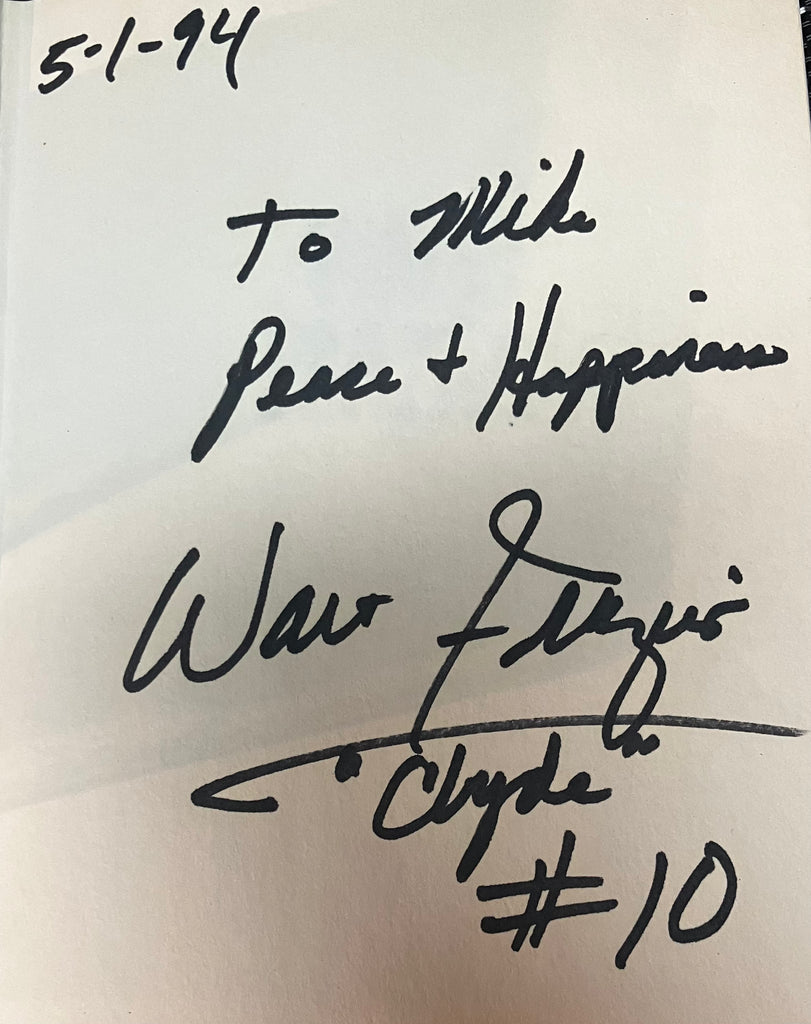 5-1-94
To Mike
Peace + Happiness
Walt Frazier
"Clyde"
#10